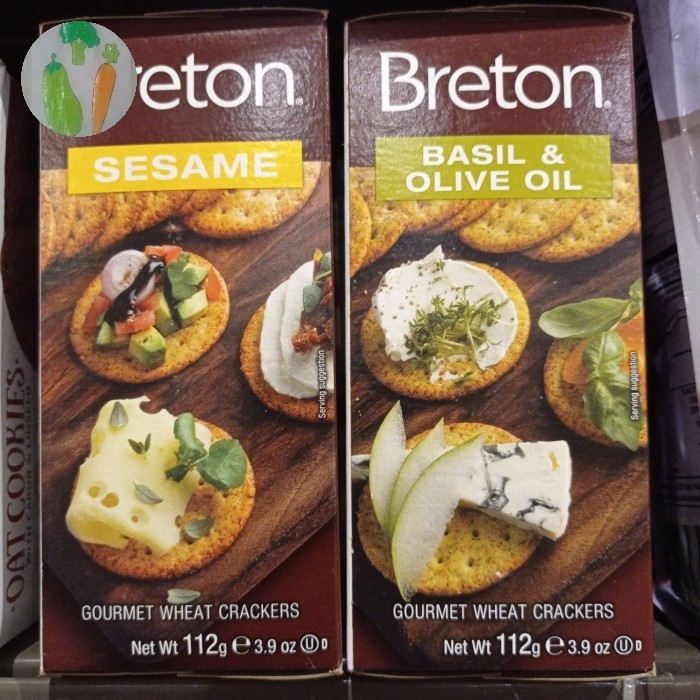 Breton
SESAME
Serving suggestion
GOURMET WHEAT CRACKERS
Net Wt 112g ℮ 3.9 oz Ⓤ D
Breton
BASIL &
OLIVE OIL
Serving suggestion
GOURMET WHEAT CRACKERS
Net Wt 112g ℮ 3.9 oz Ⓤ D
OAT COOKIES